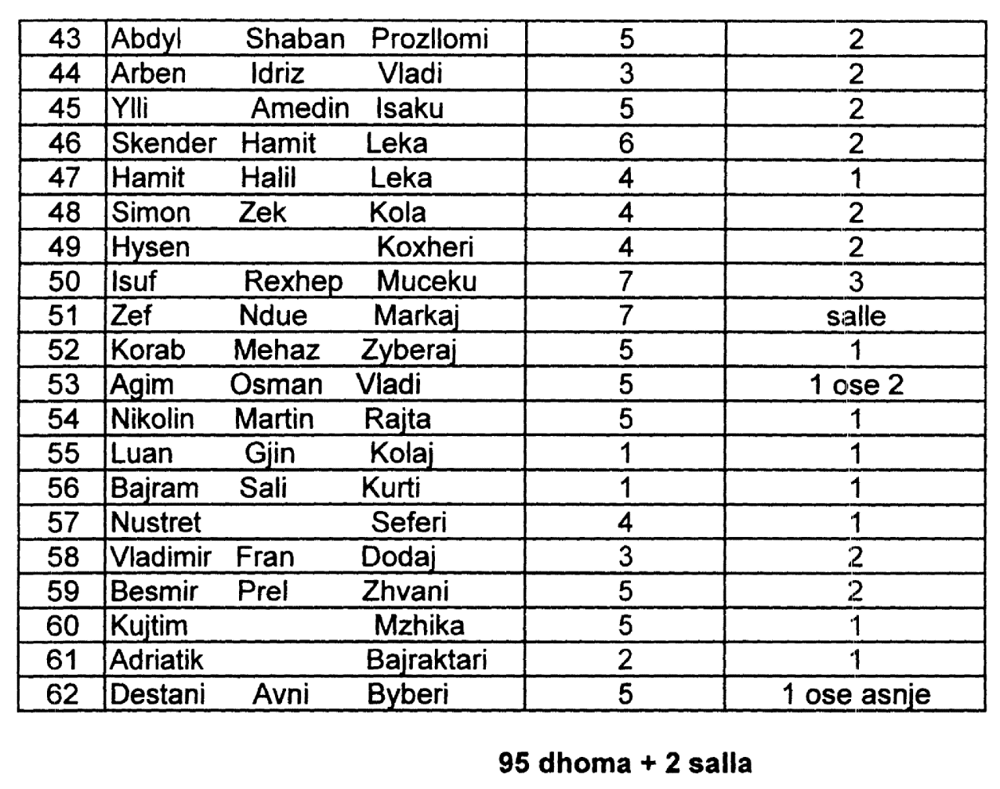 43 Abdyl Shaban Prozllomi 5 2
44 Arben Idriz Vladi 3 2
45 Ylli Amedin Isaku 5 2
46 Skender Hamit Leka 6 2
47 Hamit Halil Leka 4 1
48 Simon Zek Kola 4 2
49 Hysen Koxheri 4 2
50 Isuf Rexhep Muceku 7 3
51 Zef Ndue Markaj 7 salle
52 Korab Mehaz Zyberaj 5 1
53 Agim Osman Vladi 5 1 ose 2
54 Nikolin Martin Rajta 5 1
55 Luan Gjin Kolaj 1 1
56 Bajram Sali Kurti 1 1
57 Nustret Seferi 4 1
58 Vladimir Fran Dodaj 3 2
59 Besmir Prel Zhvani 5 2
60 Kujtim Mzhika 5 1
61 Adriatik Bajraktari 2 1
62 Destani Avni Byberi 5 1 ose asnje
95 dhoma + 2 salla